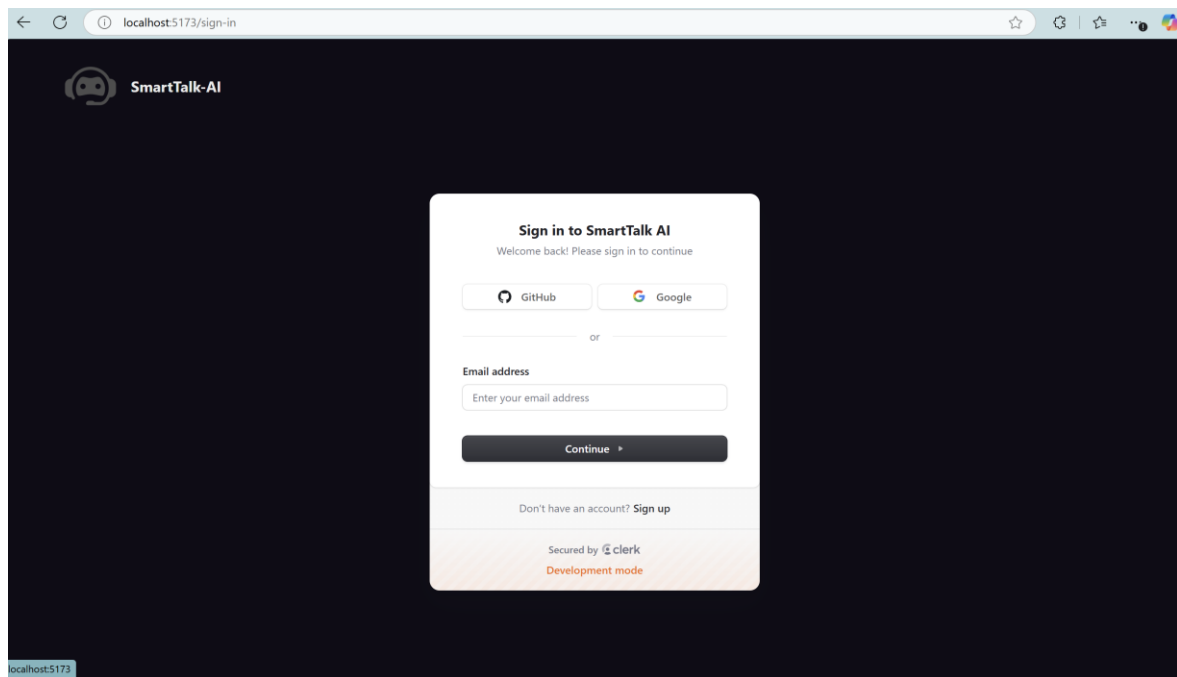 localhost:5173/sign-in
SmartTalk-AI
Sign in to SmartTalk AI
Welcome back! Please sign in to continue
GitHub
Google
or
Email address
Enter your email address
Continue
Don't have an account? Sign up
Secured by clerk
Development mode
localhost:5173